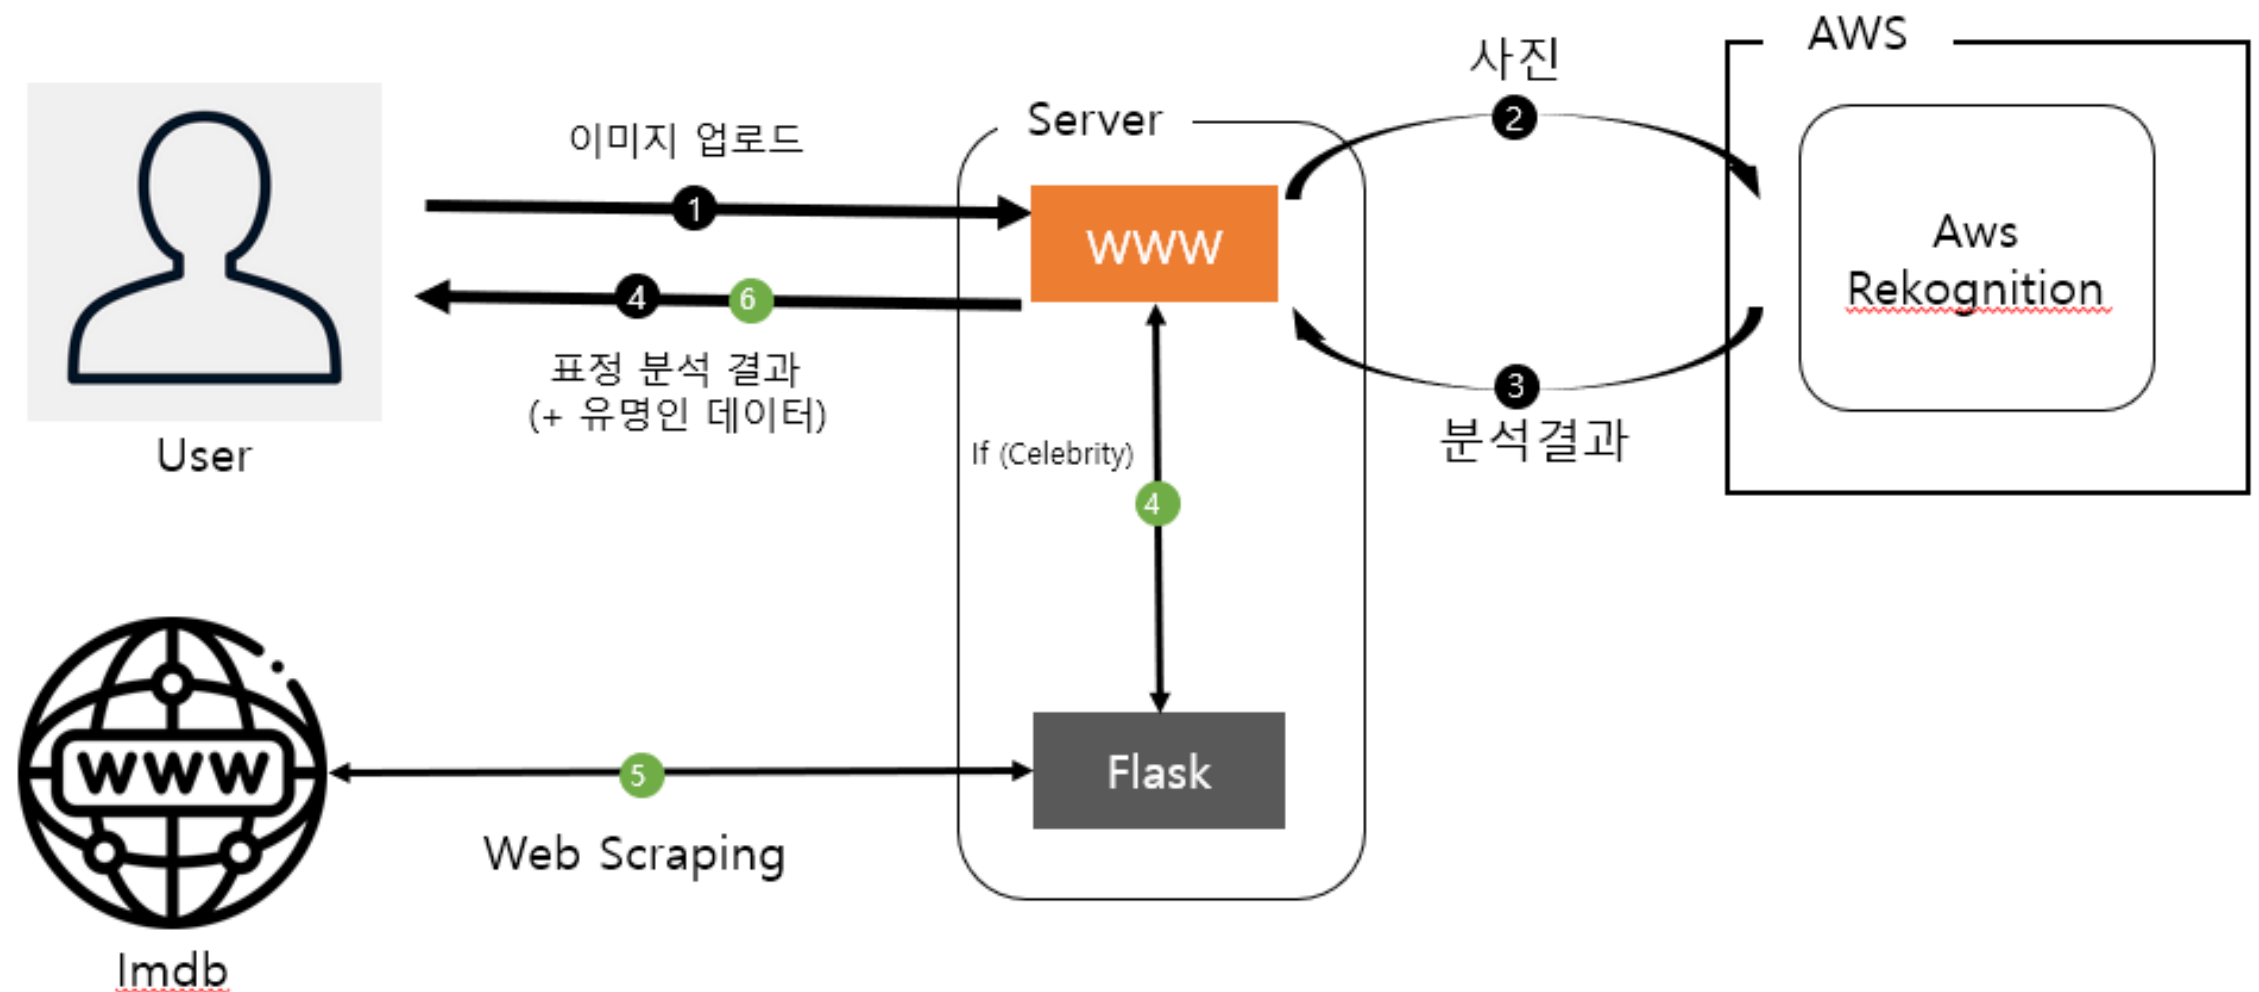 AWS
사진
2
Server
이미지 업로드
1
WWW
Aws
Rekognition
4 6
표정 분석 결과
(+ 유명인 데이터)
3
분석결과
User
If (Celebrity)
4
www
5
Flask
Web Scraping
Imdb